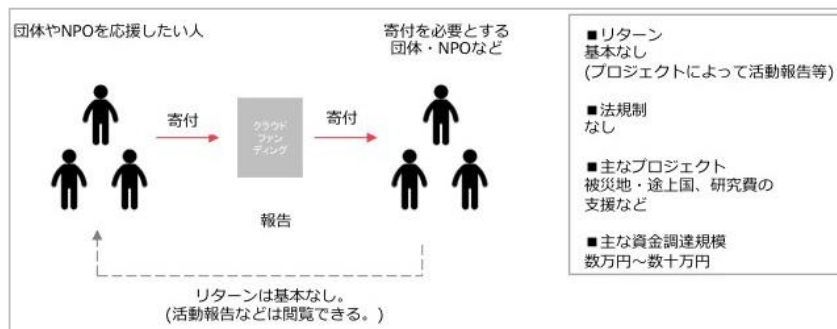 団体やNPOを応援したい人
寄付を必要とする
団体・NPOなど
寄付
クラウド
ファン
ディング
寄付
報告
リターンは基本なし。
(活動報告などは閲覧できる。)
■リターン
基本なし
(プロジェクトによって活動報告等)
■法規制
なし
■主なプロジェクト
被災地・途上国、研究費の
支援など
■主な資金調達規模
数万円～数十万円